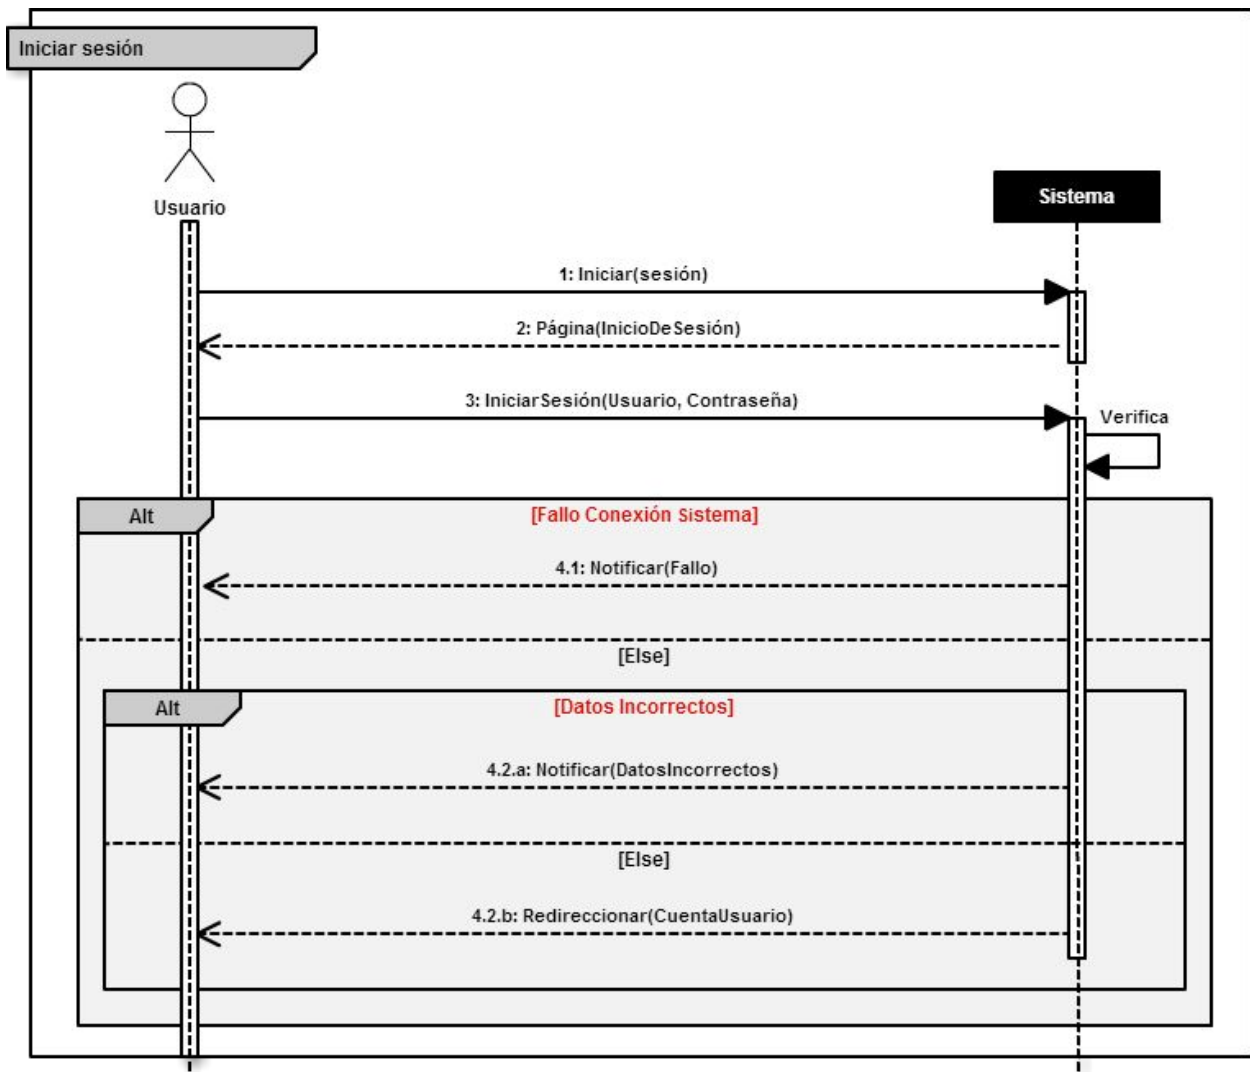 Iniciar sesión
Usuario
Sistema
1: Iniciar(sesión)
2: Página(InicioDeSesión)
3: IniciarSesión(Usuario, Contraseña)
Verifica
Alt
[Fallo Conexión Sistema]
4.1: Notificar(Fallo)
[Else]
Alt
[Datos Incorrectos]
4.2.a: Notificar(DatosIncorrectos)
[Else]
4.2.b: Redireccionar(CuentaUsuario)